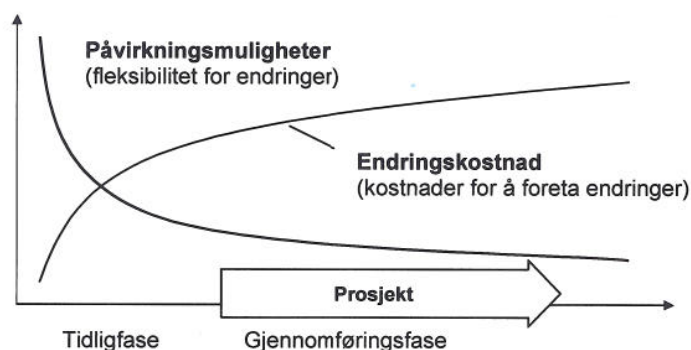 Påvirkningsmuligheter
(fleksibilitet for endringer)
Endringskostnad
(kostnader for å foreta endringer)
Prosjekt
Tidligfase
Gjennomføringsfase